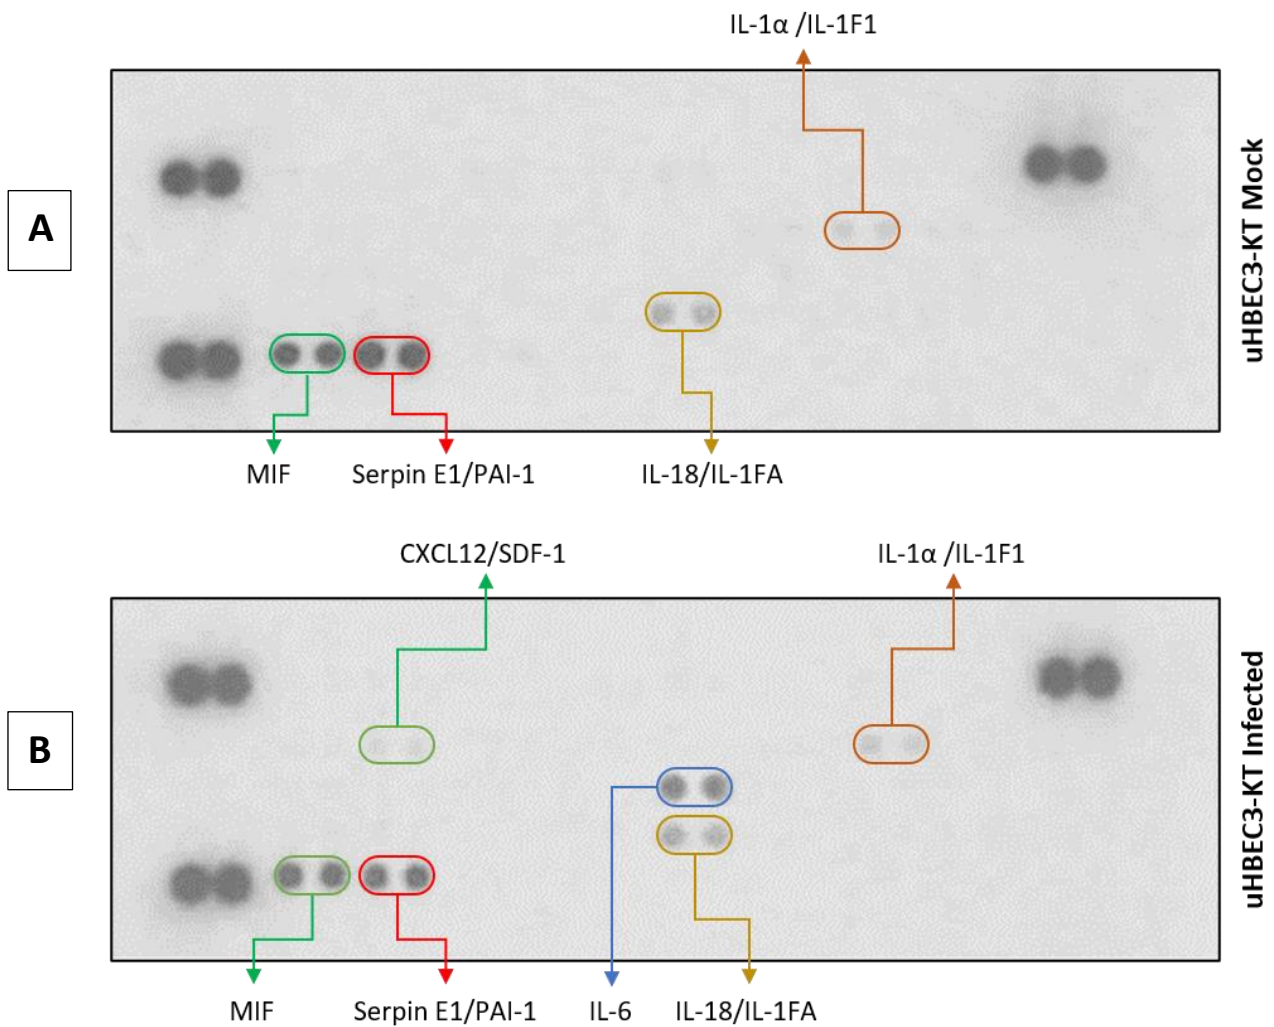 IL-1α /IL-1F1
A
uHBEC3-KT Mock
MIF
Serpin E1/PAI-1
IL-18/IL-1FA
CXCL12/SDF-1
IL-1α /IL-1F1
B
uHBEC3-KT Infected
MIF
Serpin E1/PAI-1
IL-6
IL-18/IL-1FA